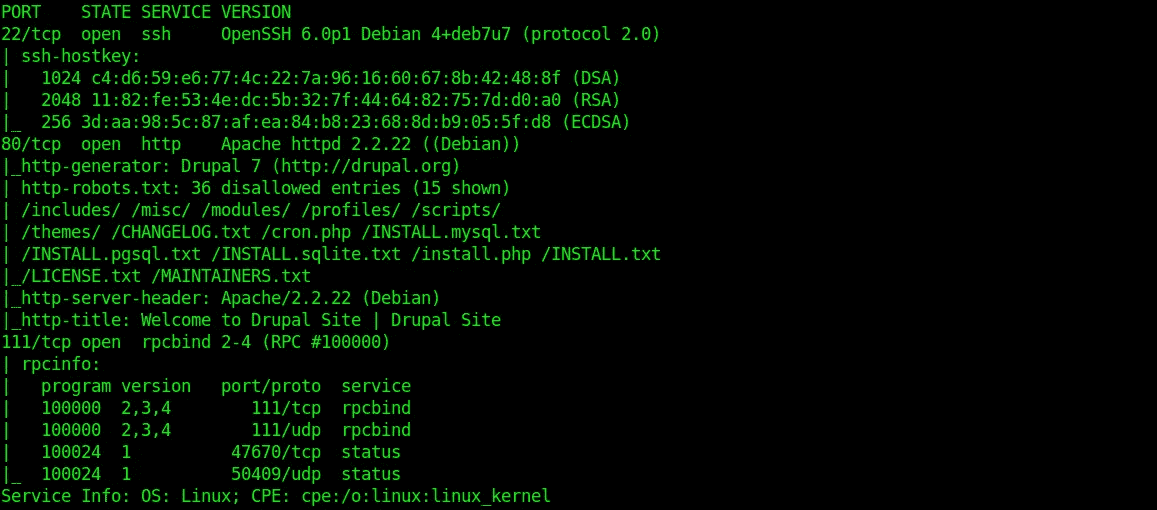 PORT    STATE SERVICE VERSION
22/tcp  open  ssh     OpenSSH 6.0p1 Debian 4+deb7u7 (protocol 2.0)
| ssh-hostkey:
|   1024 c4:d6:59:e6:77:4c:22:7a:96:16:60:67:8b:42:48:8f (DSA)
|   2048 11:82:fe:53:4e:dc:5b:32:7f:44:64:82:75:7d:d0:a0 (RSA)
|_  256 3d:aa:98:5c:87:af:ea:84:b8:23:68:8d:b9:05:5f:d8 (ECDSA)
80/tcp  open  http    Apache httpd 2.2.22 ((Debian))
|_http-generator: Drupal 7 (http://drupal.org)
| http-robots.txt: 36 disallowed entries (15 shown)
| /includes/ /misc/ /modules/ /profiles/ /scripts/
| /themes/ /CHANGELOG.txt /cron.php /INSTALL.mysql.txt
| /INSTALL.pgsql.txt /INSTALL.sqlite.txt /install.php /INSTALL.txt
|_/LICENSE.txt /MAINTAINERS.txt
|_http-server-header: Apache/2.2.22 (Debian)
|_http-title: Welcome to Drupal Site | Drupal Site
111/tcp open  rpcbind 2-4 (RPC #100000)
| rpcinfo:
|   program version   port/proto  service
|   100000  2,3,4        111/tcp  rpcbind
|   100000  2,3,4        111/udp  rpcbind
|   100024  1          47670/tcp  status
|_  100024  1          50409/udp  status
Service Info: OS: Linux; CPE: cpe:/o:linux:linux_kernel